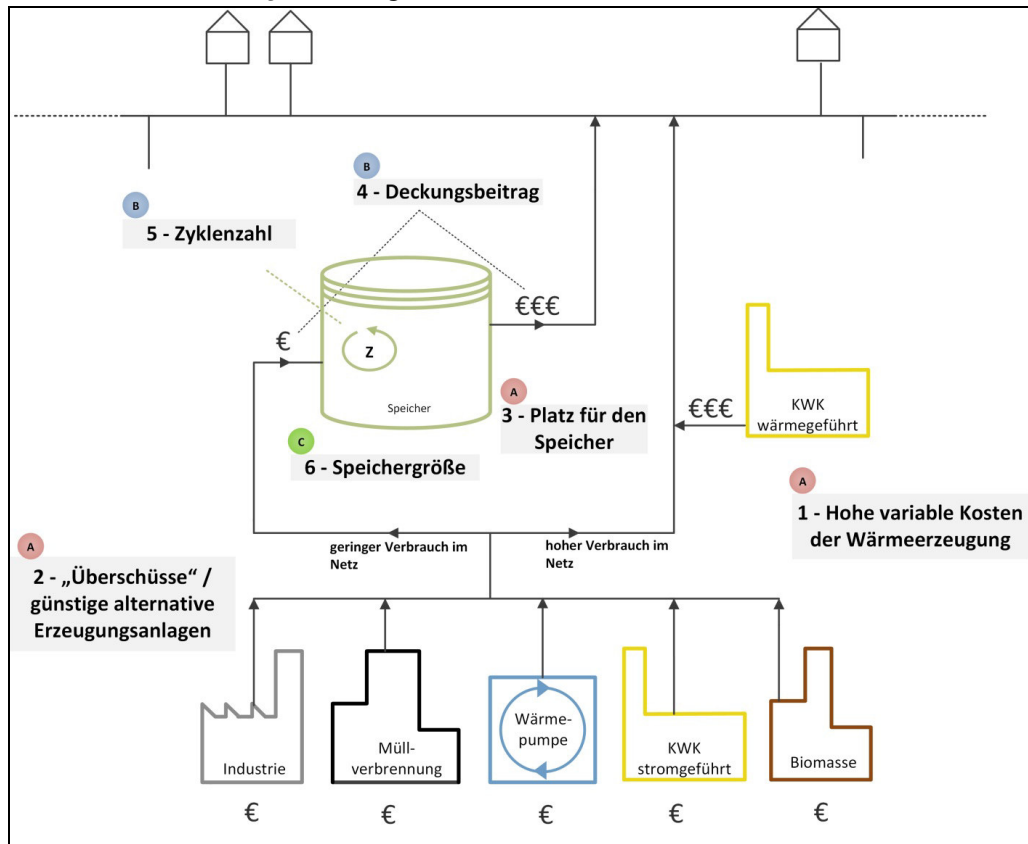 B
4 - Deckungsbeitrag
B
5 - Zyklenzahl
€
€€€
Z
Speicher
A
3 - Platz für den
Speicher
C
6 - Speichergröße
€€€
KWK
wärmegeführt
A
1 - Hohe variable Kosten
der Wärmeerzeugung
geringer Verbrauch im
Netz
hoher Verbrauch im
Netz
A
2 - „Überschüsse“ /
günstige alternative
Erzeugungsanlagen
Industrie
Müll-
verbrennung
Wärme-
pumpe
KWK
stromgeführt
Biomasse
€
€
€
€
€